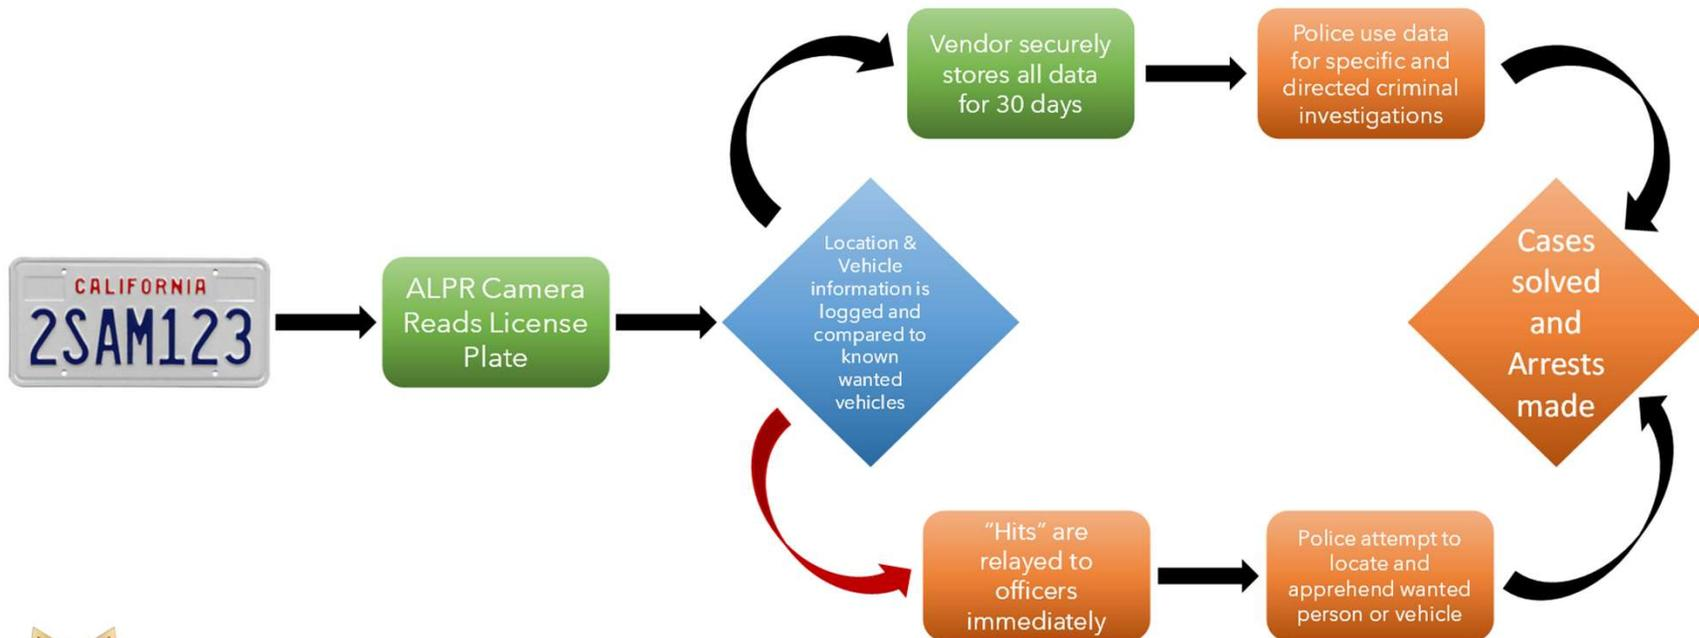 CALIFORNIA
2SAM123
ALPR Camera
Reads License
Plate
Location &
Vehicle
information is
logged and
compared to
known
wanted
vehicles
Vendor securely
stores all data
for 30 days
Police use data
for specific and
directed criminal
investigations
"Hits" are
relayed to
officers
immediately
Police attempt to
locate and
apprehend wanted
person or vehicle
Cases
solved
and
Arrests
made